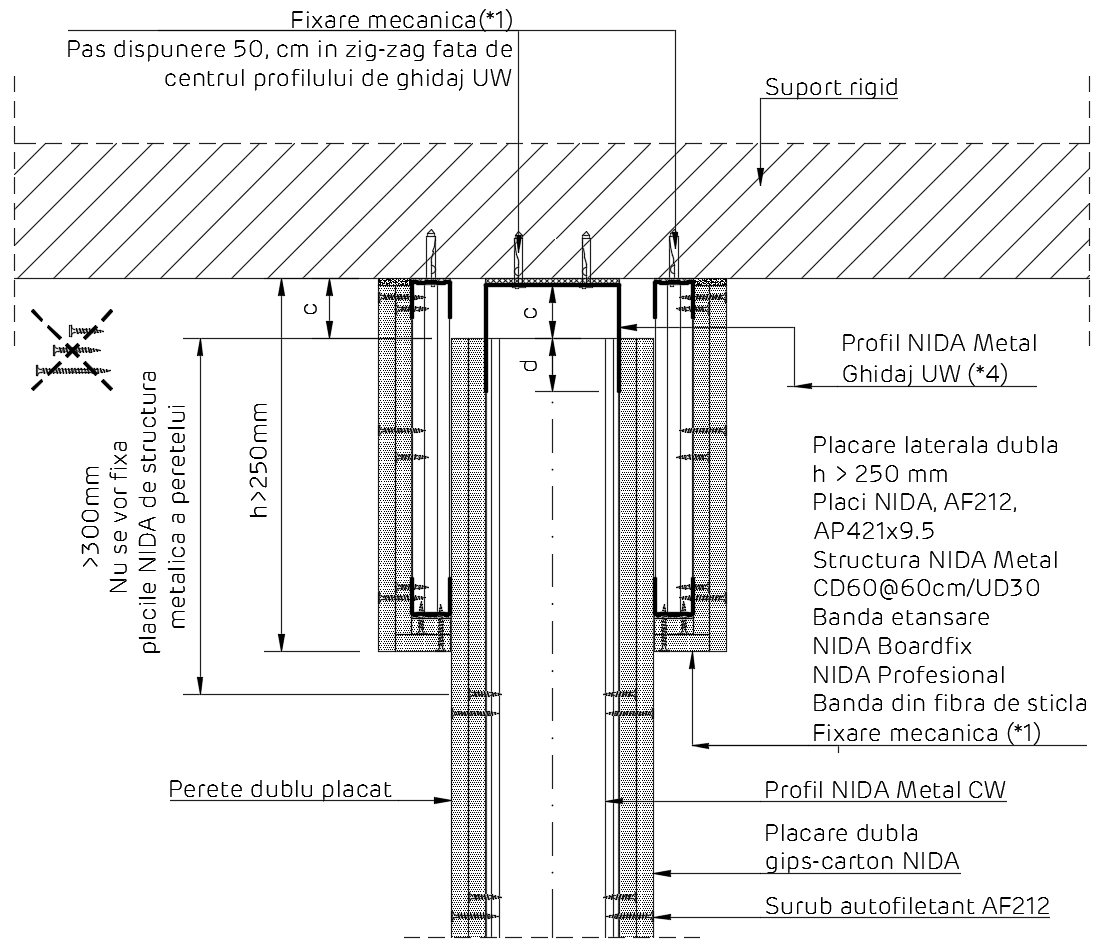 Fixare mecanica(*1)
Pas dispunere 50, cm in zig-zag fata de
centrul profilului de ghidaj UW
Suport rigid
c
c
d
h>250mm
>300mm
Nu se vor fixa
placile NIDA de structura
metalica a peretelui
Profil NIDA Metal
Ghidaj UW (*4)
Placare laterala dubla
h > 250 mm
Placi NIDA, AF212,
AP421x9.5
Structura NIDA Metal
CD60@60cm/UD30
Banda etansare
NIDA Boardfix
NIDA Profesional
Banda din fibra de sticla
Fixare mecanica (*1)
Perete dublu placat
Profil NIDA Metal CW
Placare dubla
gips-carton NIDA
Surub autofiletant AF212